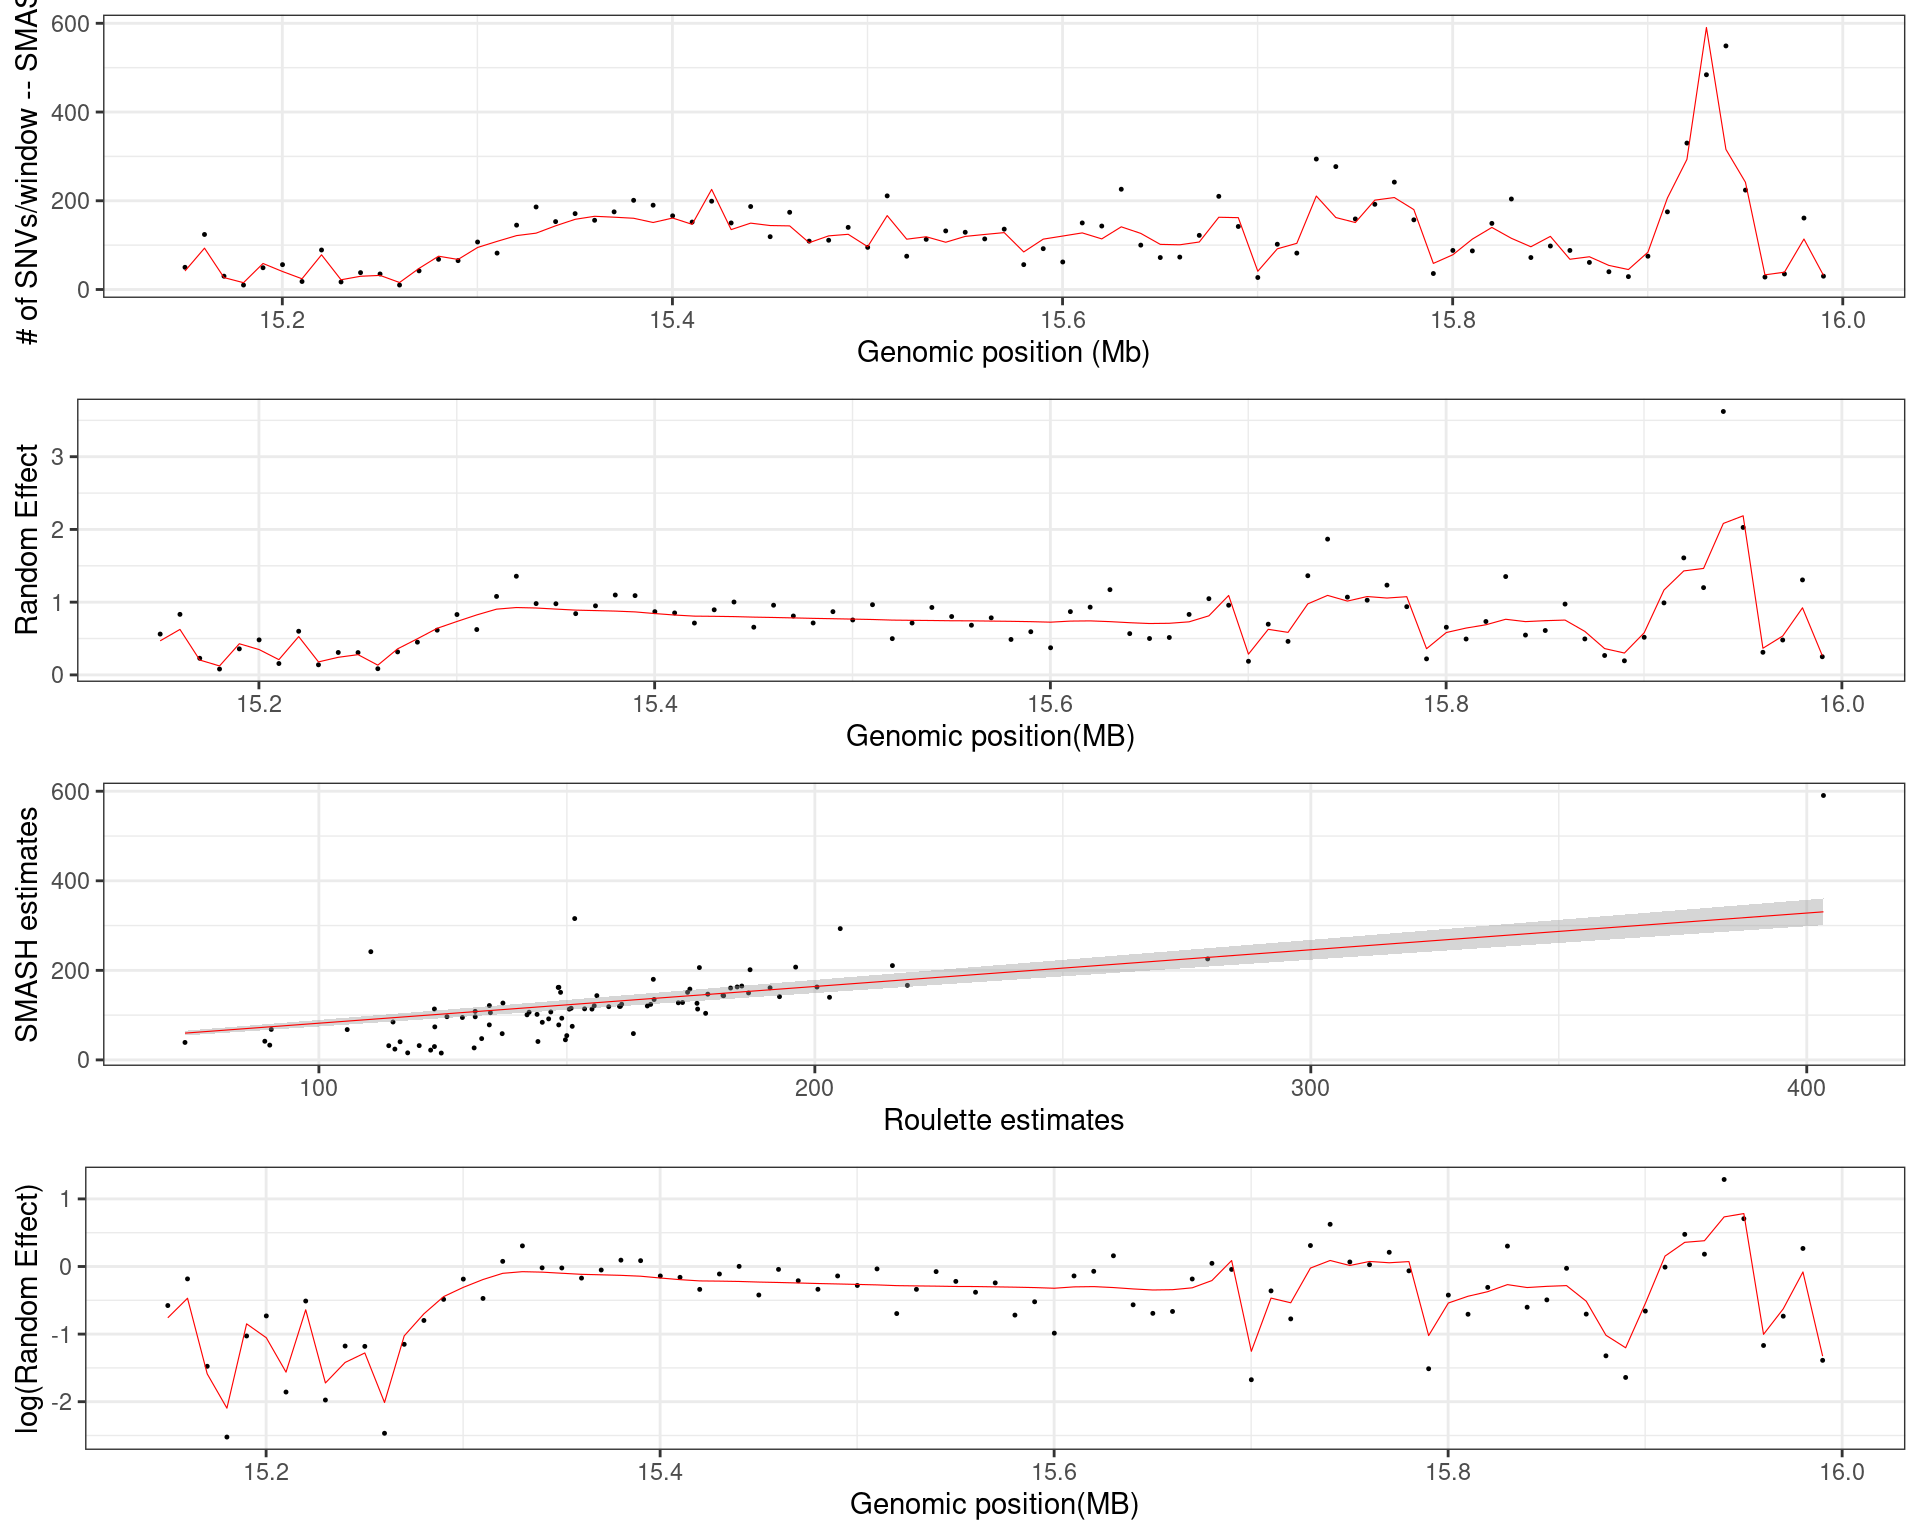 # of SNVs/window -- SMAS
600
400
200
0
15.2 15.4 15.6 15.8 16.0
Genomic position (Mb)
Random Effect
3
2
1
0
15.2 15.4 15.6 15.8 16.0
Genomic position(MB)
SMASH estimates
600
400
200
0
100 200 300 400
Roulette estimates
log(Random Effect)
1
0
-1
-2
15.2 15.4 15.6 15.8 16.0
Genomic position(MB)